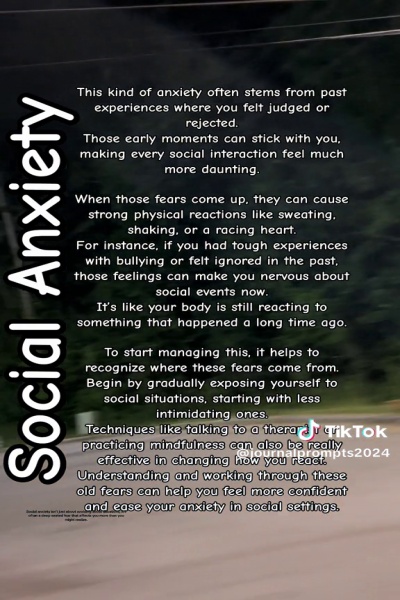 Social Anxiety
This kind of anxiety often stems from past
experiences where you felt judged or
rejected.
Those early moments can stick with you,
making every social interaction feel much
more daunting.
When those fears come up, they can cause
strong physical reactions like sweating,
shaking, or a racing heart.
For instance, if you had tough experiences
with bullying or felt ignored in the past,
those feelings can make you nervous about
social events now.
It's like your body is still reacting to
something that happened a long time ago.
To start managing this, it helps to
recognize where these fears come from.
Begin by gradually exposing yourself to
social situations, starting with less
intimidating ones.
Techniques like talking to a therapist or
practicing mindfulness can also be really
effective in changing how you react.
Understanding and working through these
old fears can help you feel more confident
and ease your anxiety in social settings.
TikTok
@journalprompts2024